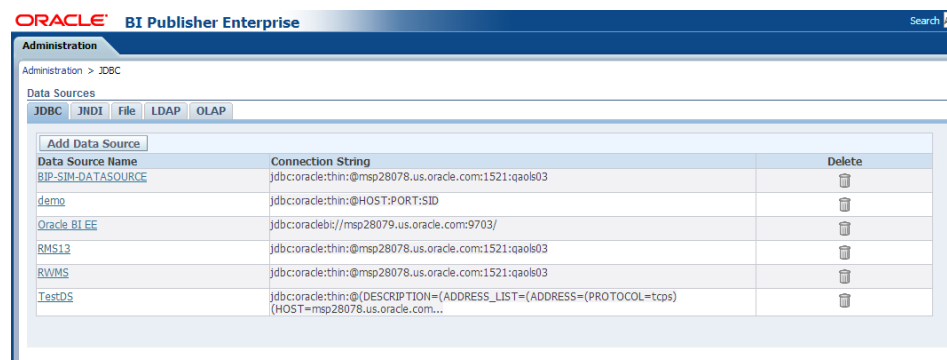 ORACLE BI Publisher Enterprise Search
Administration
Administration > JDBC
Data Sources
JDBC JNDI File LDAP OLAP
Add Data Source
Data Source Name Connection String Delete
BIP-SIM-DATASOURCE jdbc:oracle:thin:@msp28078.us.oracle.com:1521:qaols03
demo jdbc:oracle:thin:@HOST:PORT:SID
Oracle BI EE jdbc:oraclebi://msp28079.us.oracle.com:9703/
RMS13 jdbc:oracle:thin:@msp28078.us.oracle.com:1521:qaols03
RWMS jdbc:oracle:thin:@msp28078.us.oracle.com:1521:qaols03
TestDS jdbc:oracle:thin:@(DESCRIPTION=(ADDRESS_LIST=(ADDRESS=(PROTOCOL=tcps)
(HOST=msp28078.us.oracle.com...